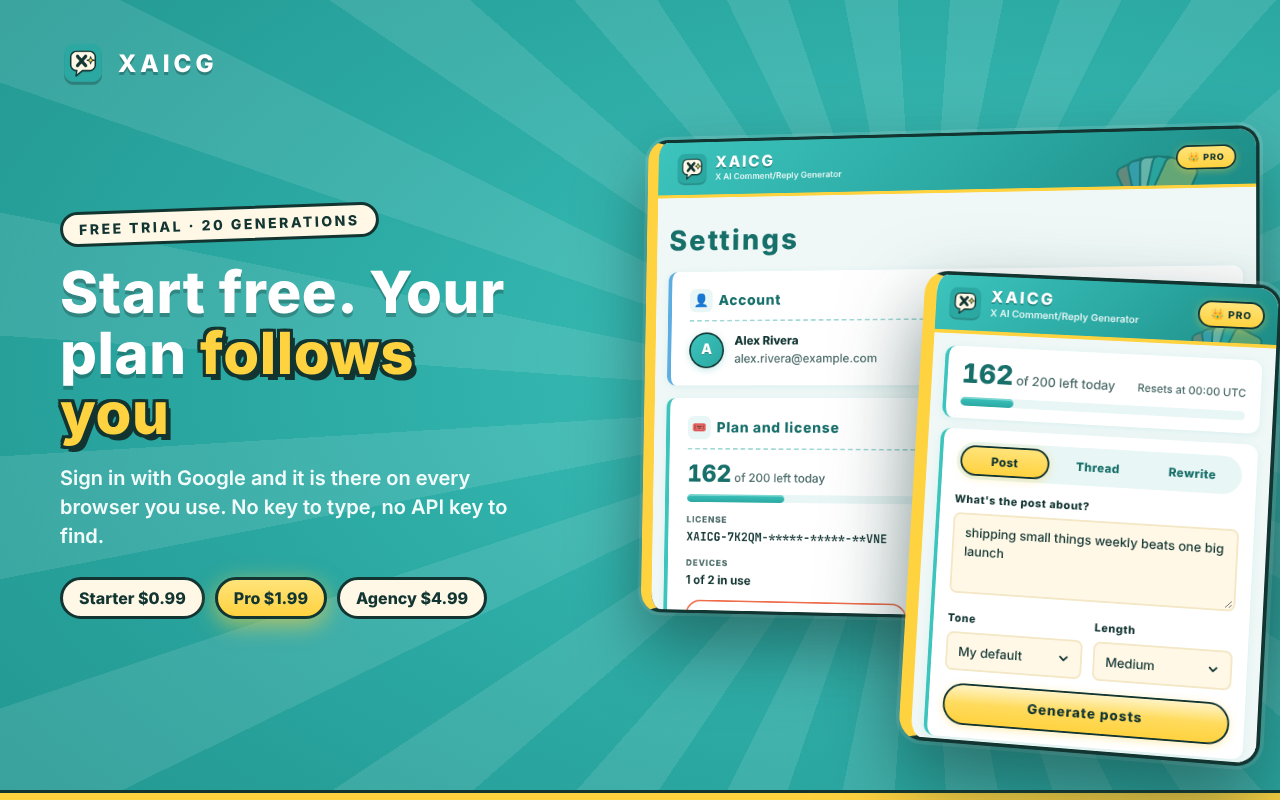 XAICG
FREE TRIAL · 20 GENERATIONS
Start free. Your
plan follows
you
Sign in with Google and it is there on every
browser you use. No key to type, no API key to
find.
Starter $0.99
Pro $1.99
Agency $4.99
XAICG
X AI Comment/Reply Generator
PRO
Settings
Account
A
Alex Rivera
alex.rivera@example.com
Plan and license
162 of 200 left today
LICENSE
XAICG-7K2QM-*****-*****-**VNE
DEVICES
1 of 2 in use
XAICG
X AI Comment/Reply Generator
PRO
162 of 200 left today
Resets at 00:00 UTC
Post
Thread
Rewrite
What's the post about?
shipping small things weekly beats one big
launch
Tone
Length
My default
Medium
Generate posts